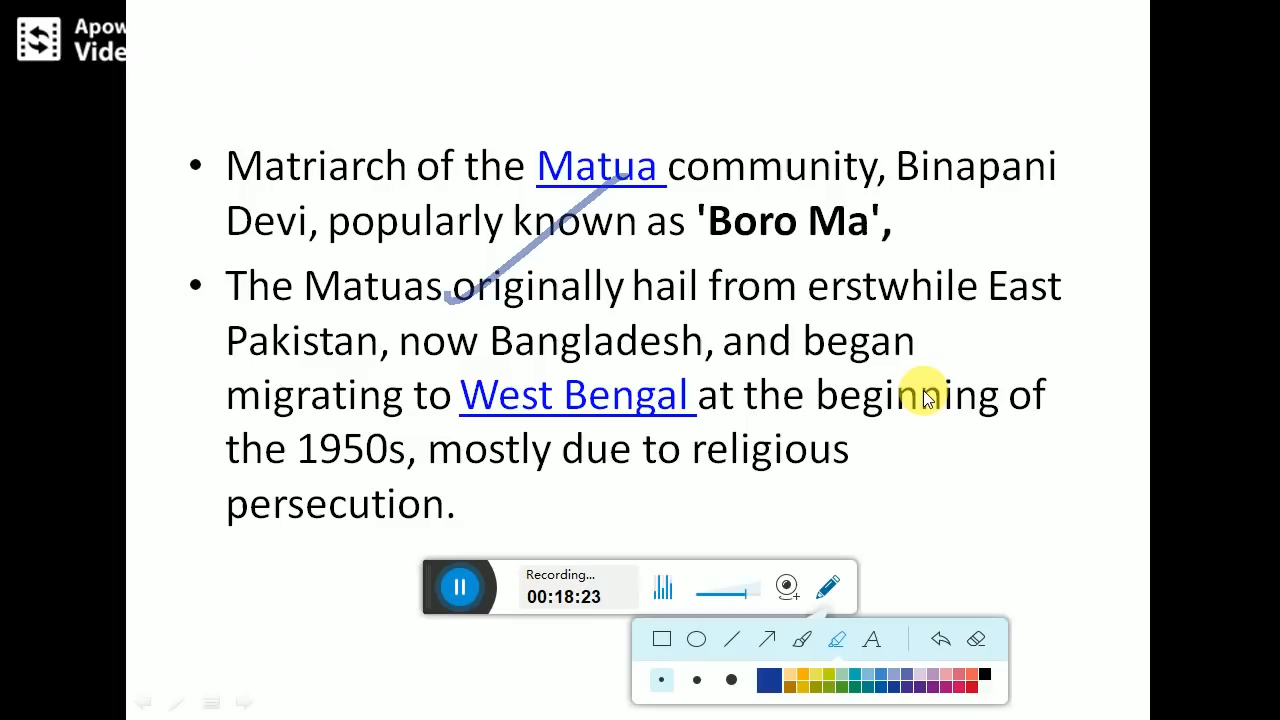 Apow
Vide
• Matriarch of the Matua community, Binapani
Devi, popularly known as 'Boro Ma',
• The Matuas originally hail from erstwhile East
Pakistan, now Bangladesh, and began
migrating to West Bengal at the beginning of
the 1950s, mostly due to religious
persecution.
Recording...
00:18:23
A